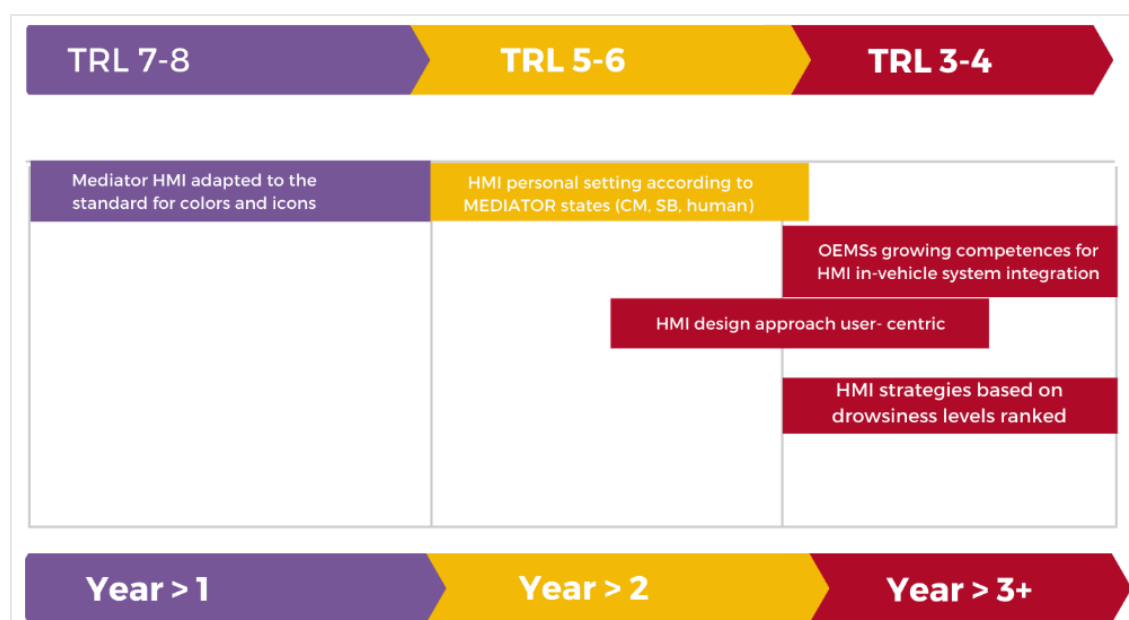 TRL 7-8
TRL 5-6
TRL 3-4
Mediator HMI adapted to the
standard for colors and icons
HMI personal setting according to
MEDIATOR states (CM, SB, human)
OEMSs growing competences for
HMI in-vehicle system integration
HMI design approach user- centric
HMI strategies based on
drowsiness levels ranked
Year > 1
Year > 2
Year > 3+